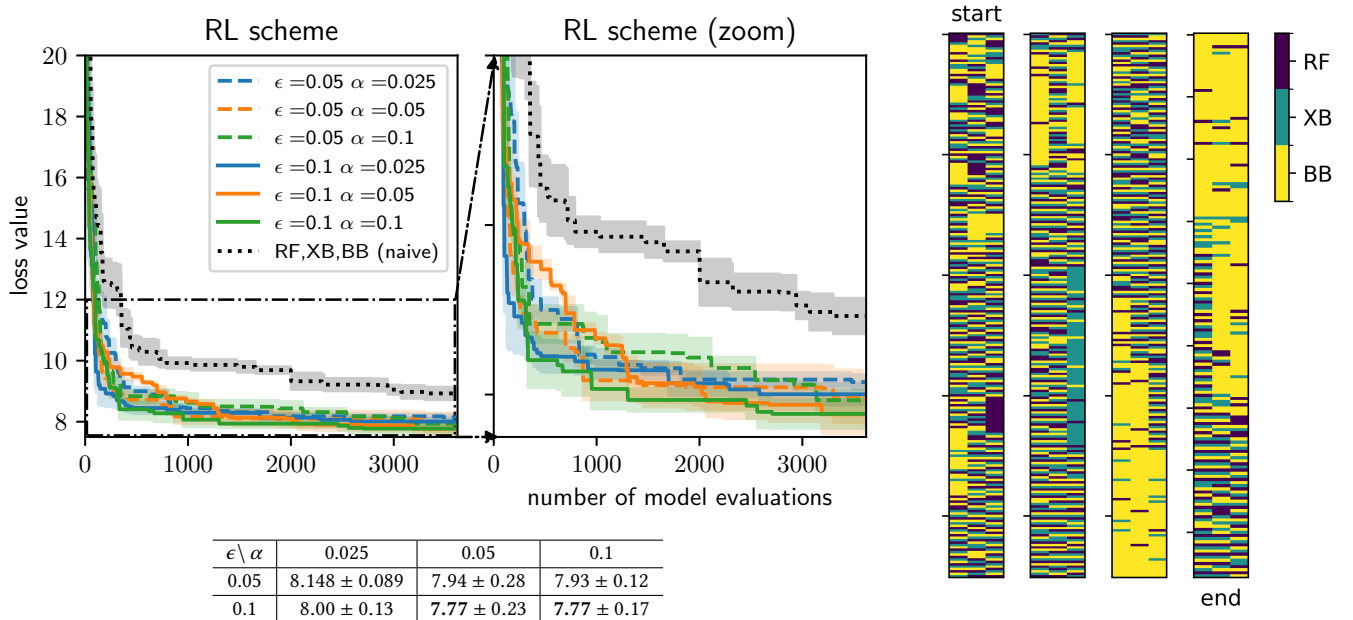 RL scheme
20
18
16
14
12
10
8
loss value
0
1000
2000
3000
ϵ =0.05 α =0.025
ϵ =0.05 α =0.05
ϵ =0.05 α =0.1
ϵ =0.1 α =0.025
ϵ =0.1 α =0.05
ϵ =0.1 α =0.1
RF,XB,BB (naive)
RL scheme (zoom)
0
1000
2000
3000
number of model evaluations
start
end
RF
XB
BB
ϵ\ α 0.025 0.05 0.1
0.05 8.148 ± 0.089 7.94 ± 0.28 7.93 ± 0.12
0.1 8.00 ± 0.13 7.77 ± 0.23 7.77 ± 0.17